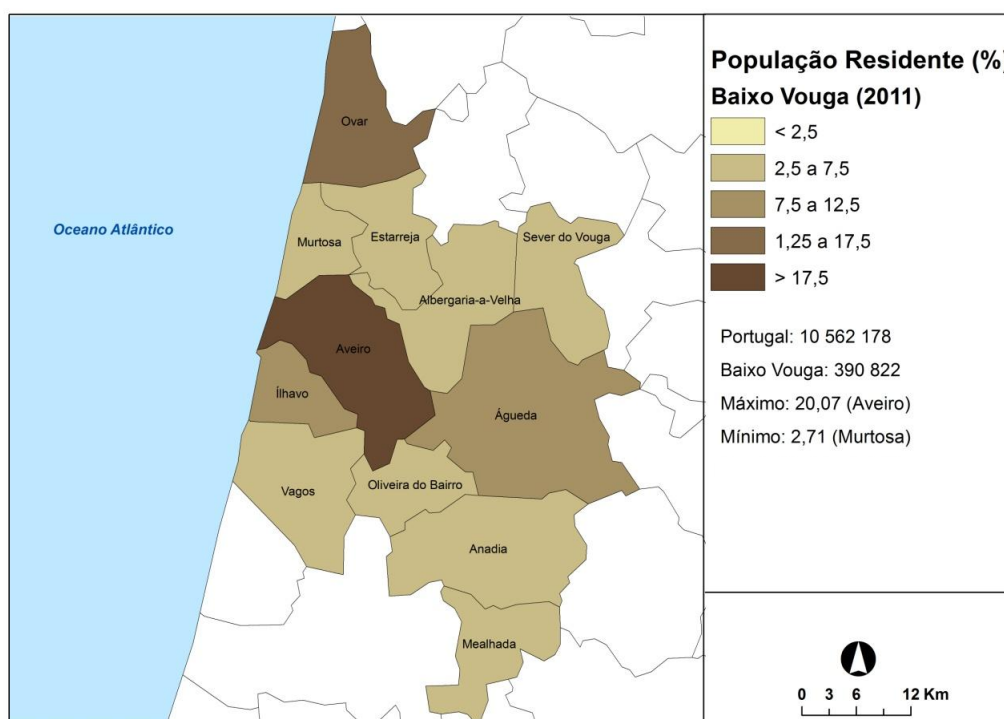 População Residente (%)
Baixo Vouga (2011)
< 2,5
2,5 a 7,5
7,5 a 12,5
1,25 a 17,5
> 17,5
Portugal: 10 562 178
Baixo Vouga: 390 822
Máximo: 20,07 (Aveiro)
Mínimo: 2,71 (Murtosa)
Ovar
Oceano Atlântico
Murtosa
Estarreja
Sever do Vouga
Albergaria-a-Velha
Aveiro
Ílhavo
Águeda
Vagos
Oliveira do Bairro
Anadia
Mealhada
0 3 6 12 Km